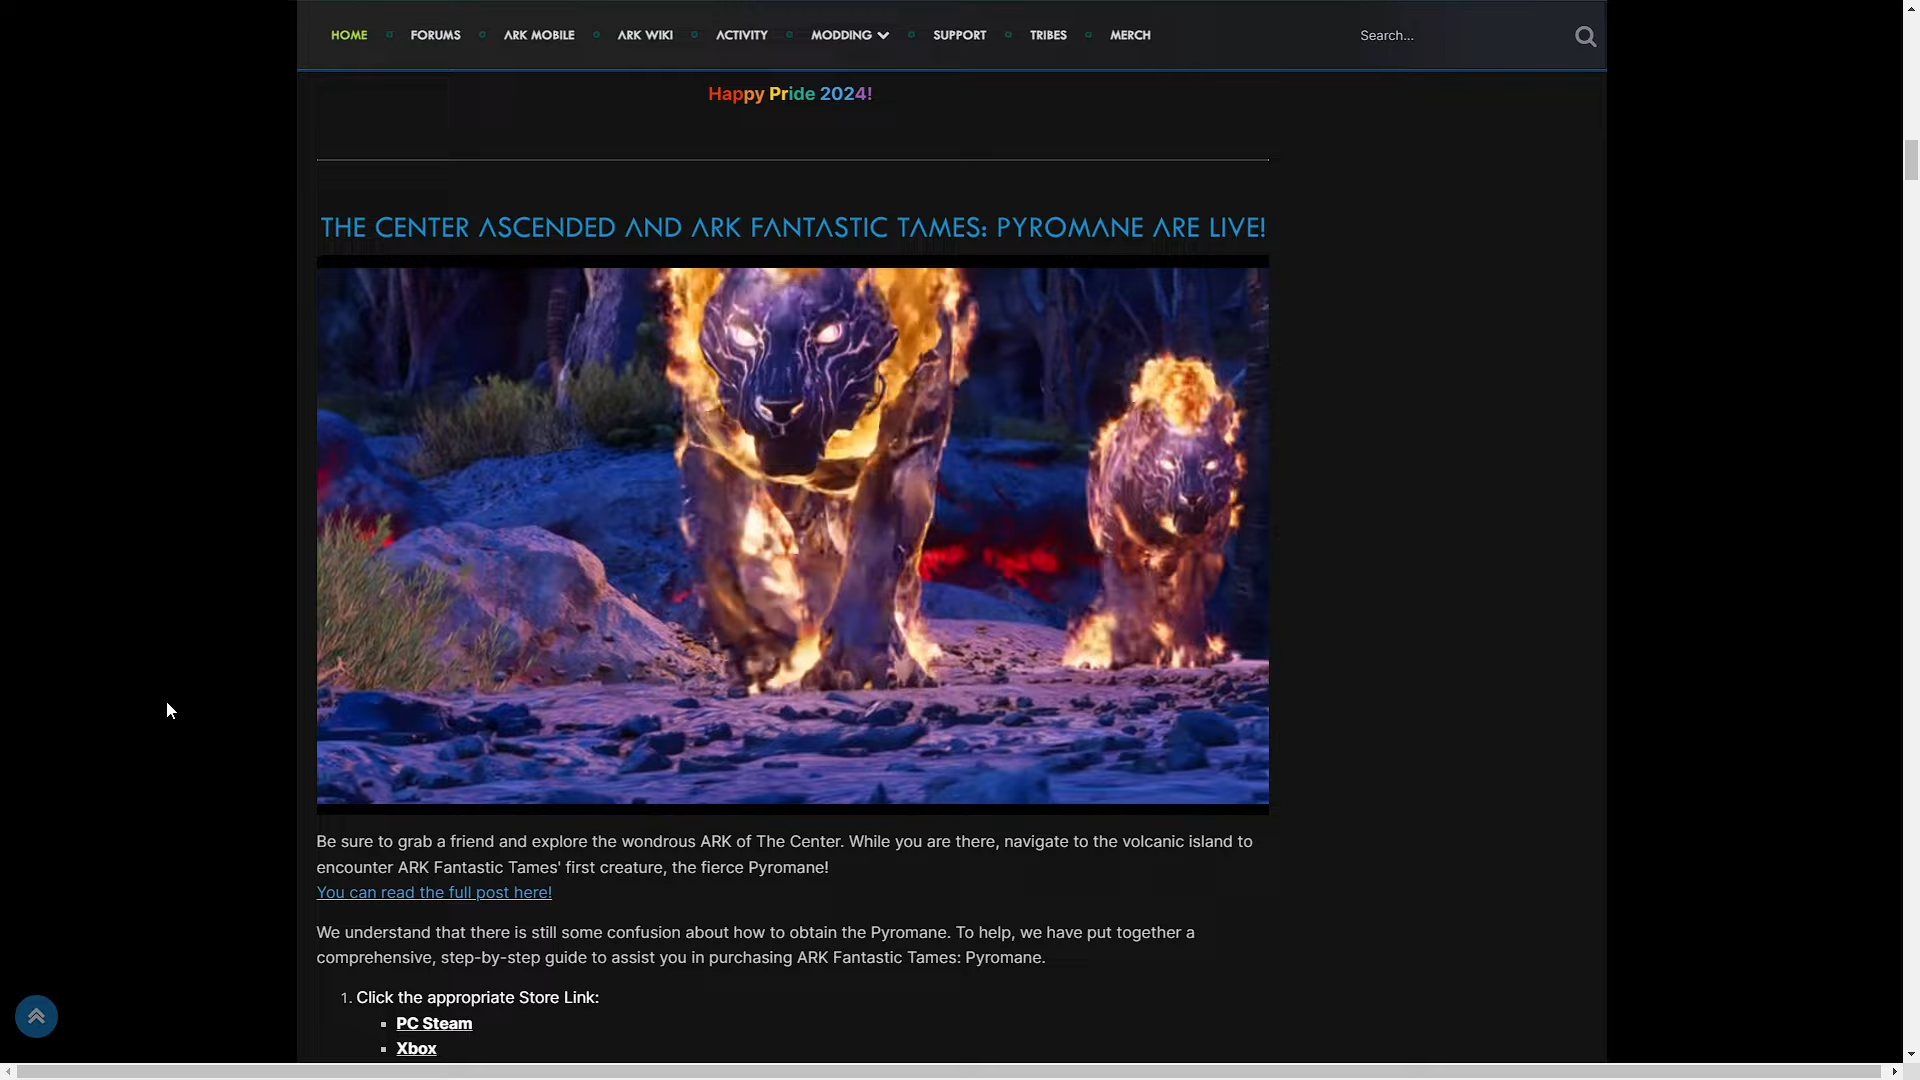 HOME FORUMS ARK MOBILE ARK WIKI ACTIVITY MODDING SUPPORT TRIBES MERCH Search...
Happy Pride 2024!
THE CENTER ASCENDED AND ARK FANTASTIC TAMES: PYROMANE ARE LIVE!
Be sure to grab a friend and explore the wondrous ARK of The Center. While you are there, navigate to the volcanic island to
encounter ARK Fantastic Tames' first creature, the fierce Pyromane!
You can read the full post here!
We understand that there is still some confusion about how to obtain the Pyromane. To help, we have put together a
comprehensive, step-by-step guide to assist you in purchasing ARK Fantastic Tames: Pyromane.
1. Click the appropriate Store Link:
▪ PC Steam
▪ Xbox